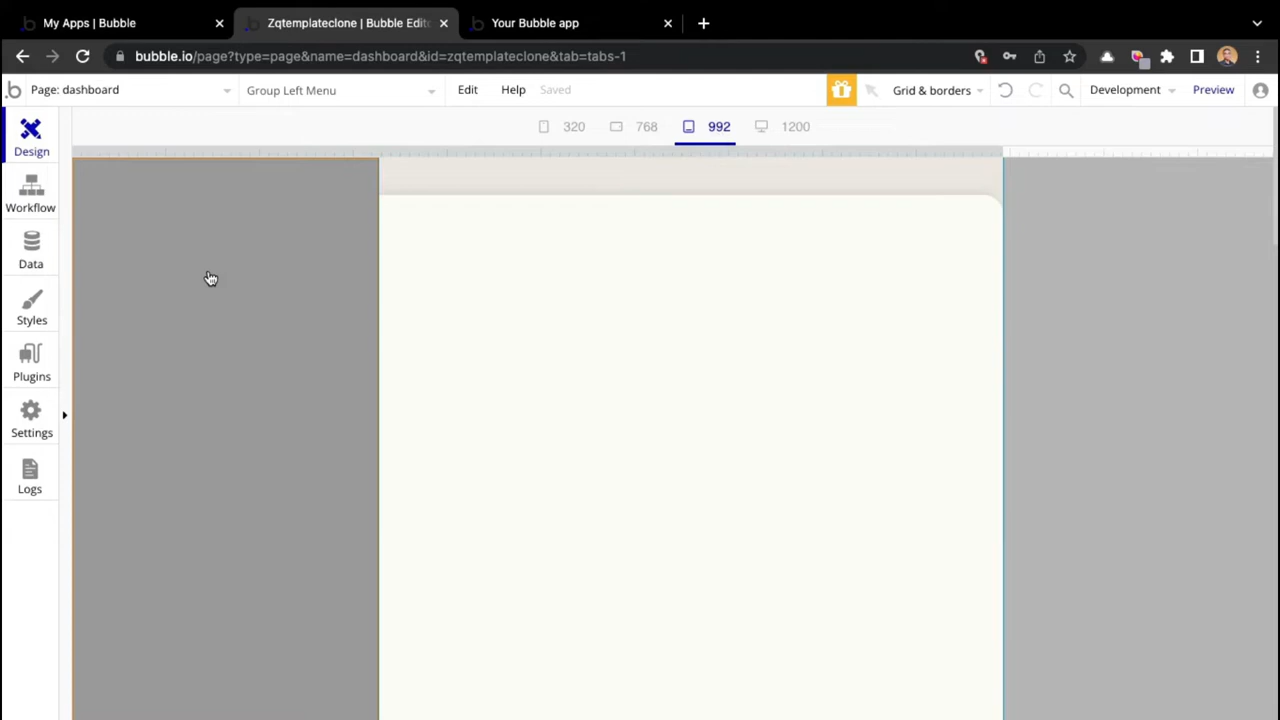 My Apps | Bubble
Zqtemplateclone | Bubble Edito
Your Bubble app
bubble.io/page?type=page&name=dashboard&id=zqtemplateclone&tab=tabs-1
Page: dashboard
Group Left Menu
Edit
Help
Saved
Grid & borders
Development
Preview
320
768
992
1200
Design
Workflow
Data
Styles
Plugins
Settings
Logs